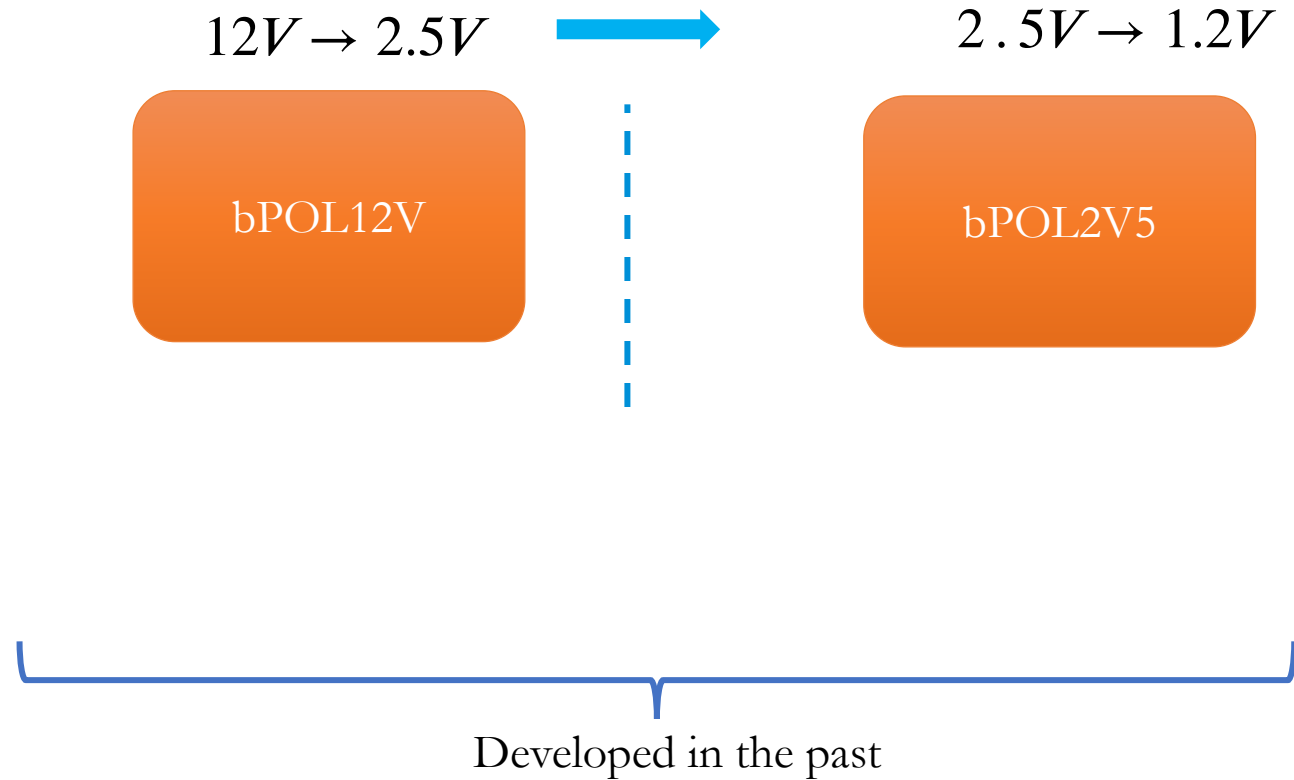 12V → 2.5V
2 . 5V → 1.2V
bPOL12V
bPOL2V5
Developed in the past